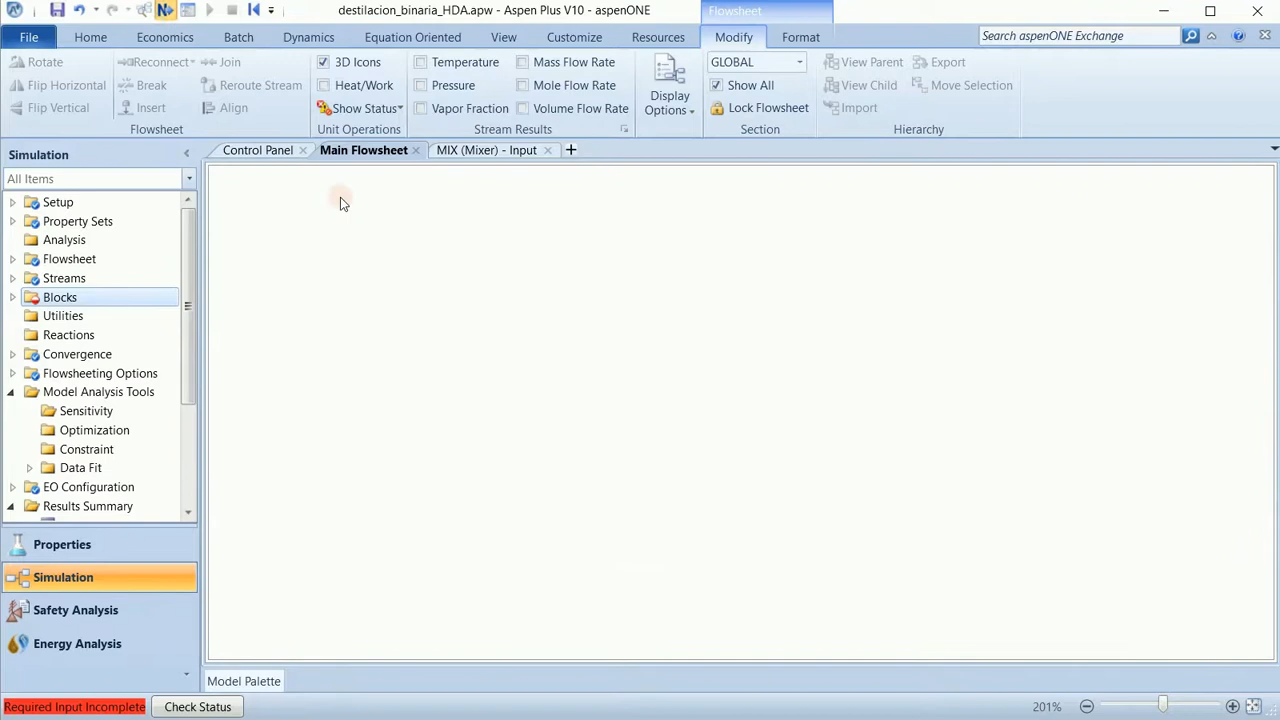 destilacion_binaria_HDA.apw - Aspen Plus V10 - aspenONE
Flowsheet
File Home Economics Batch Dynamics Equation Oriented View Customize Resources Modify Format
Search aspenONE Exchange
Rotate Reconnect Join
Flip Horizontal Break Reroute Stream
Flip Vertical Insert Align
Flowsheet
3D Icons
Heat/Work
Show Status
Unit Operations
Temperature Mass Flow Rate
Pressure Mole Flow Rate
Vapor Fraction Volume Flow Rate
Stream Results
Display
Options
GLOBAL
Show All
Lock Flowsheet
Section
View Parent Export
View Child Move Selection
Import
Hierarchy
Simulation
All Items
Setup
Property Sets
Analysis
Flowsheet
Streams
Blocks
Utilities
Reactions
Convergence
Flowsheeting Options
Model Analysis Tools
Sensitivity
Optimization
Constraint
Data Fit
EO Configuration
Results Summary
Properties
Simulation
Safety Analysis
Energy Analysis
Control Panel Main Flowsheet MIX (Mixer) - Input
Model Palette
Required Input Incomplete Check Status 201%